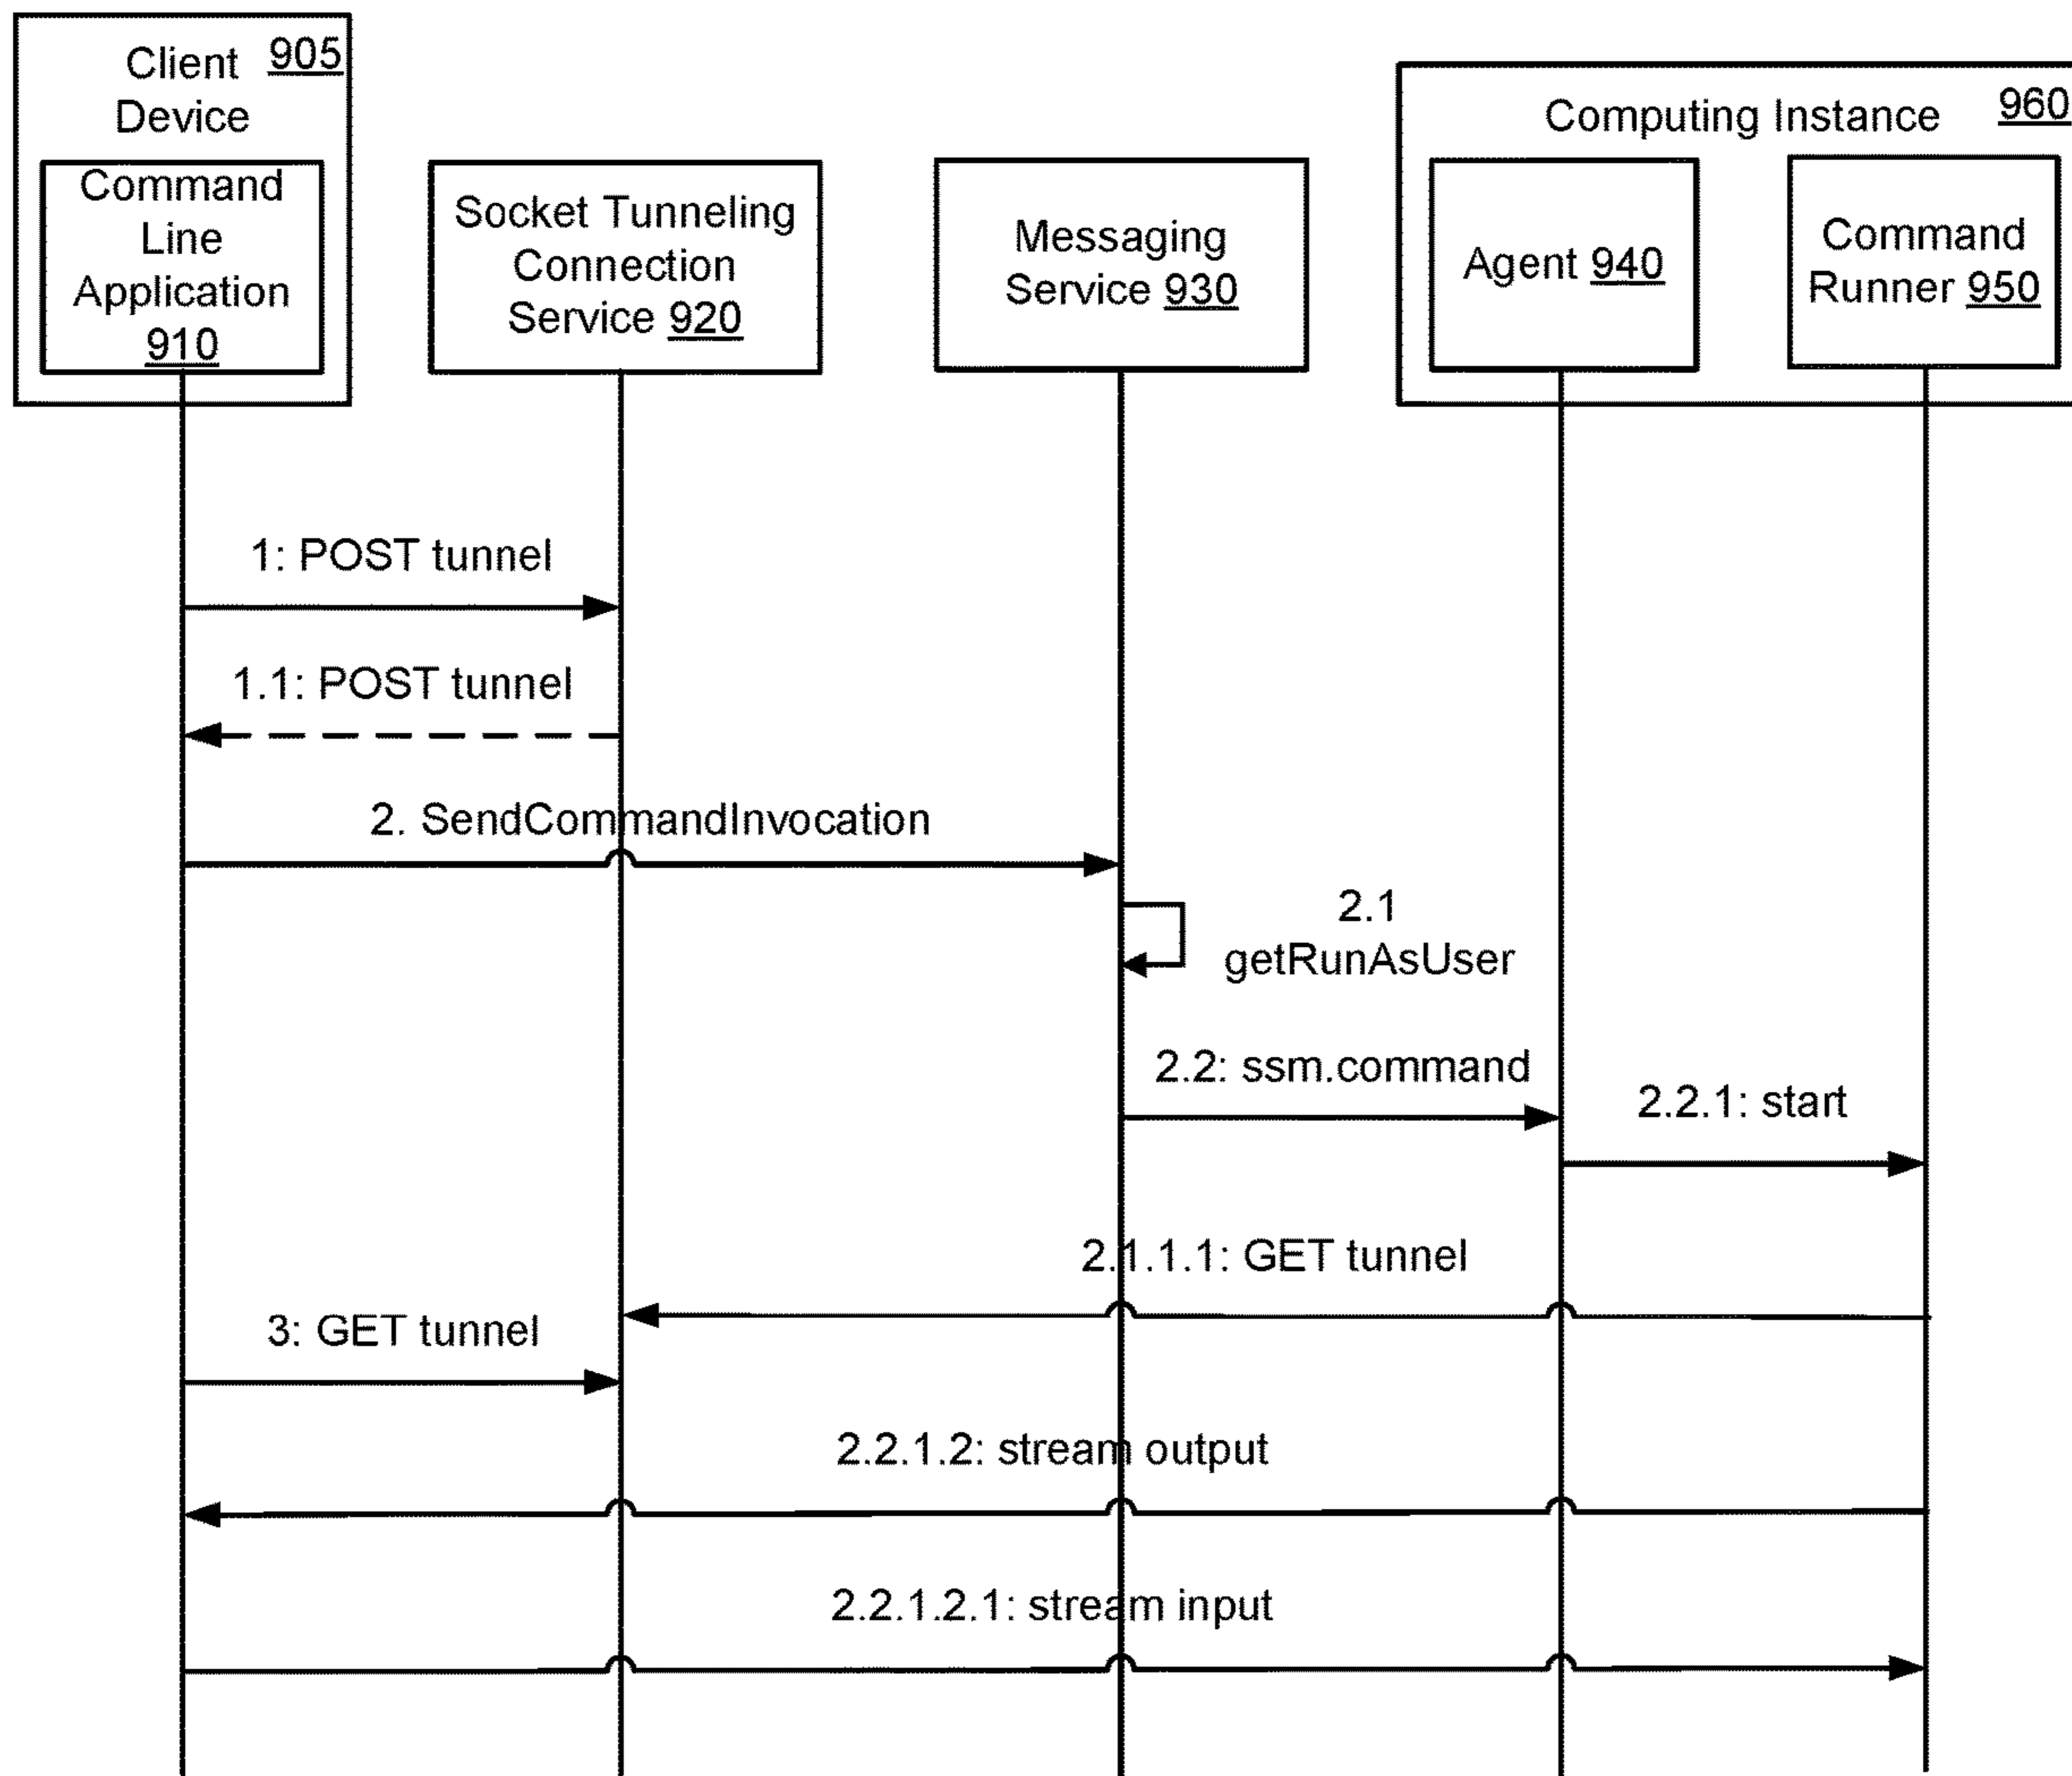 Client 905
Device
Command
Line
Application
910
Socket Tunneling
Connection
Service 920
Messaging
Service 930
Computing Instance 960
Agent 940
Command
Runner 950
1: POST tunnel
1.1: POST tunnel
2. SendCommandInvocation
2.1
getRunAsUser
2.2: ssm.command
2.2.1: start
2.1.1.1: GET tunnel
3: GET tunnel
2.2.1.2: stream output
2.2.1.2.1: stream input